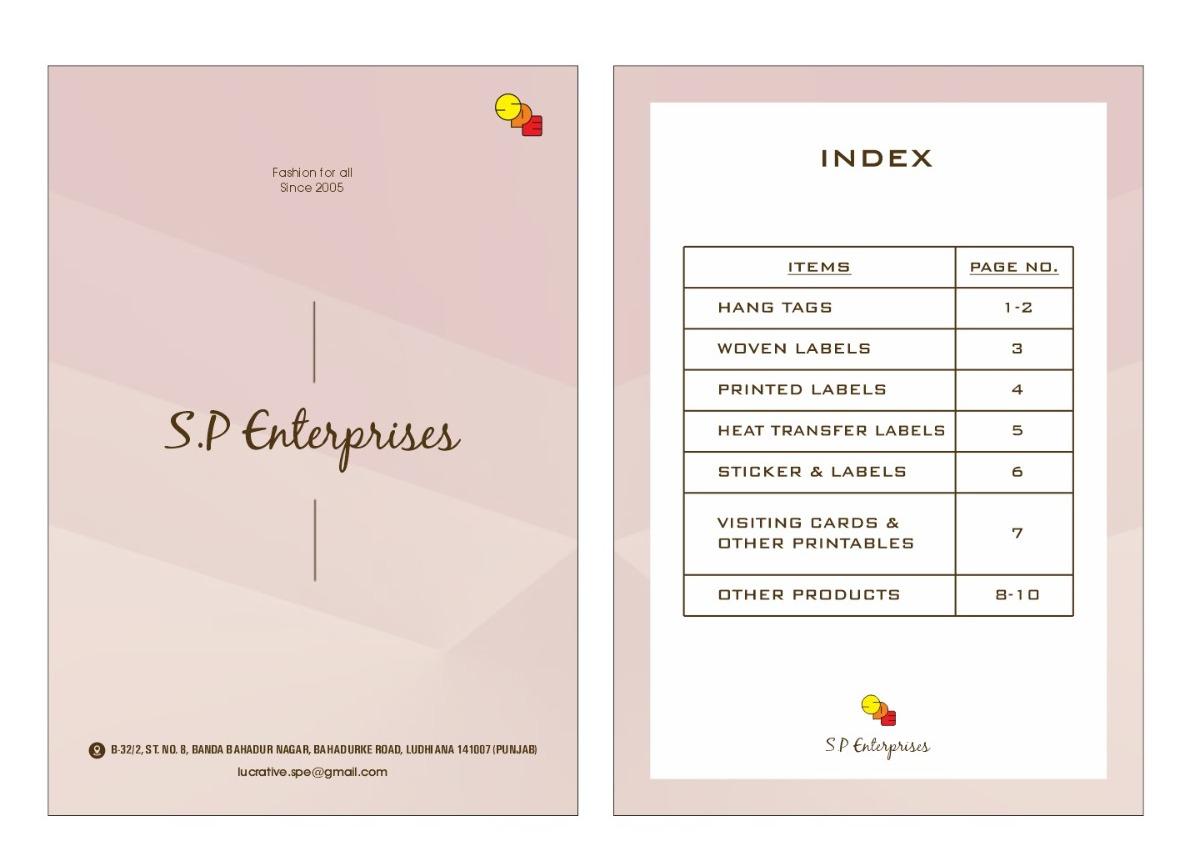 Fashion for all
Since 2005
S.P Enterprises
B-32/2, ST. NO. 8, BANDA BAHADUR NAGAR, BAHADURKE ROAD, LUDHIANA 141007 (PUNJAB)
lucrative.spe@gmail.com
INDEX
ITEMS PAGE NO.
HANG TAGS 1-2
WOVEN LABELS 3
PRINTED LABELS 4
HEAT TRANSFER LABELS 5
STICKER & LABELS 6
VISITING CARDS &
OTHER PRINTABLES 7
OTHER PRODUCTS 8-10
S.P Enterprises